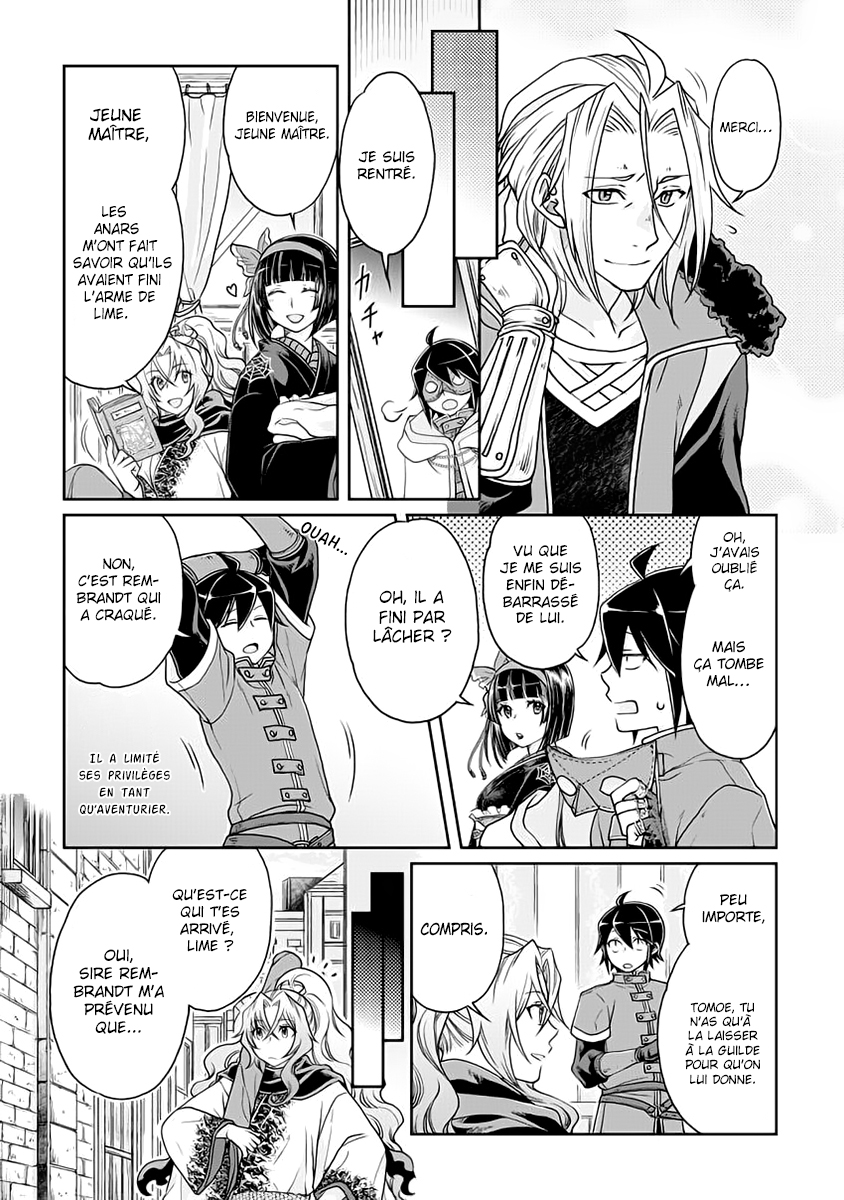 MERCI...
JE SUIS
RENTRÉ.
ガチャ
BIENVENUE,
JEUNE MAÎTRE.
JEUNE
MAÎTRE,
LES
ANARS
M'ONT FAIT
SAVOIR QU'ILS
AVAIENT FINI
L'ARME DE
LIME.
OH,
J'AVAIS
OUBLIÉ
ÇA.
MAIS
ÇA TOMBE
MAL...
VU QUE
JE ME SUIS
ENFIN DÉ-
BARRASSÉ
DE LUI.
OH, IL A
FINI PAR
LÂCHER ?
OUAH...
NON,
C'EST REM-
BRANDT QUI
A CRAQUÉ.
IL A LIMITÉ
SES PRIVILÈGES
EN TANT
QU'AVENTURIER.
PEU
IMPORTE,
TOMOE, TU
N'AS QU'À
LA LAISSER
À LA GUILDE
POUR QU'ON
LUI DONNE.
COMPRIS.
QU'EST-CE
QUI T'ES
ARRIVÉ,
LIME ?
OUI,
SIRE REM-
BRANDT M'A
PRÉVENU
QUE...